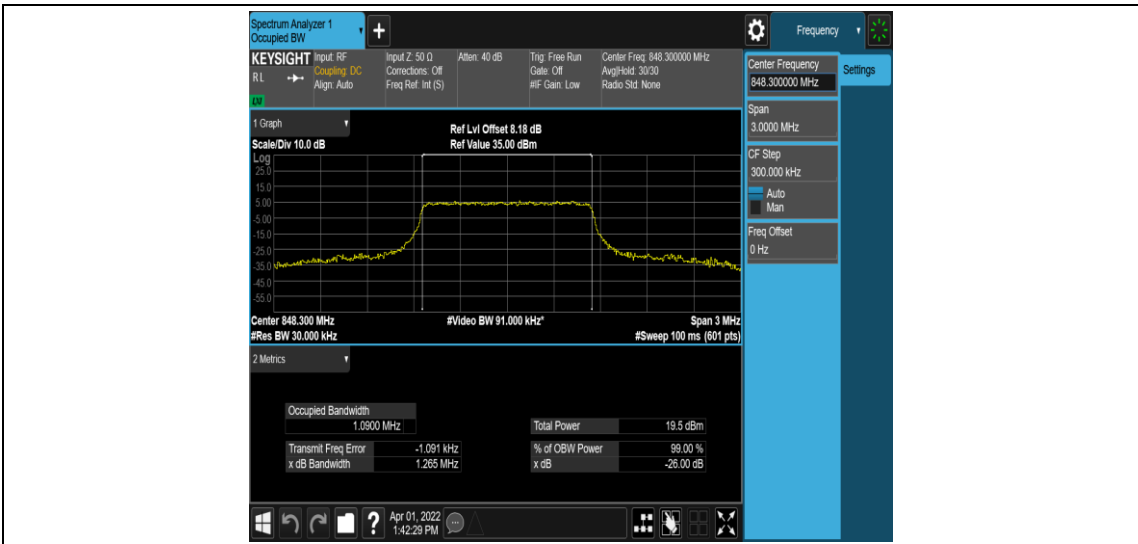 Spectrum Analyzer 1
Occupied BW
Frequency
KEYSIGHT
RL
LXI
Input: RF
Coupling: DC
Align: Auto
Input Z: 50 Ω
Corrections: Off
Freq Ref: Int (S)
Atten: 40 dB
Trig: Free Run
Gate: Off
#IF Gain: Low
Center Freq: 848.300000 MHz
Avg|Hold: 30/30
Radio Std: None
Center Frequency
848.300000 MHz
Settings
Span
3.0000 MHz
CF Step
300.000 kHz
Auto
Man
Freq Offset
0 Hz
1 Graph
Scale/Div 10.0 dB
Ref Lvl Offset 8.18 dB
Ref Value 35.00 dBm
Log
25.0
15.0
5.00
-5.00
-15.0
-25.0
-35.0
-45.0
-55.0
Center 848.300 MHz
#Video BW 91.000 kHz*
Span 3 MHz
#Res BW 30.000 kHz
#Sweep 100 ms (601 pts)
2 Metrics
Occupied Bandwidth
1.0900 MHz
Total Power 19.5 dBm
Transmit Freq Error -1.091 kHz
% of OBW Power 99.00 %
x dB Bandwidth 1.265 MHz
x dB -26.00 dB
?
Apr 01, 2022
1:42:29 PM